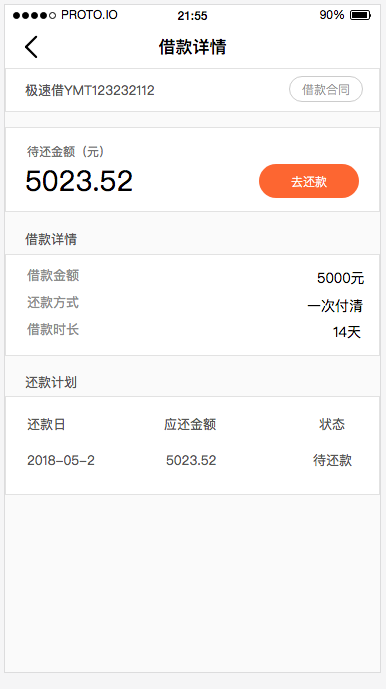 PROTO.IO 21:55 90%
借款详情
极速借YMT123232112 借款合同
待还金额（元）
5023.52 去还款
借款详情
借款金额 5000元
还款方式 一次付清
借款时长 14天
还款计划
还款日 应还金额 状态
2018-05-2 5023.52 待还款